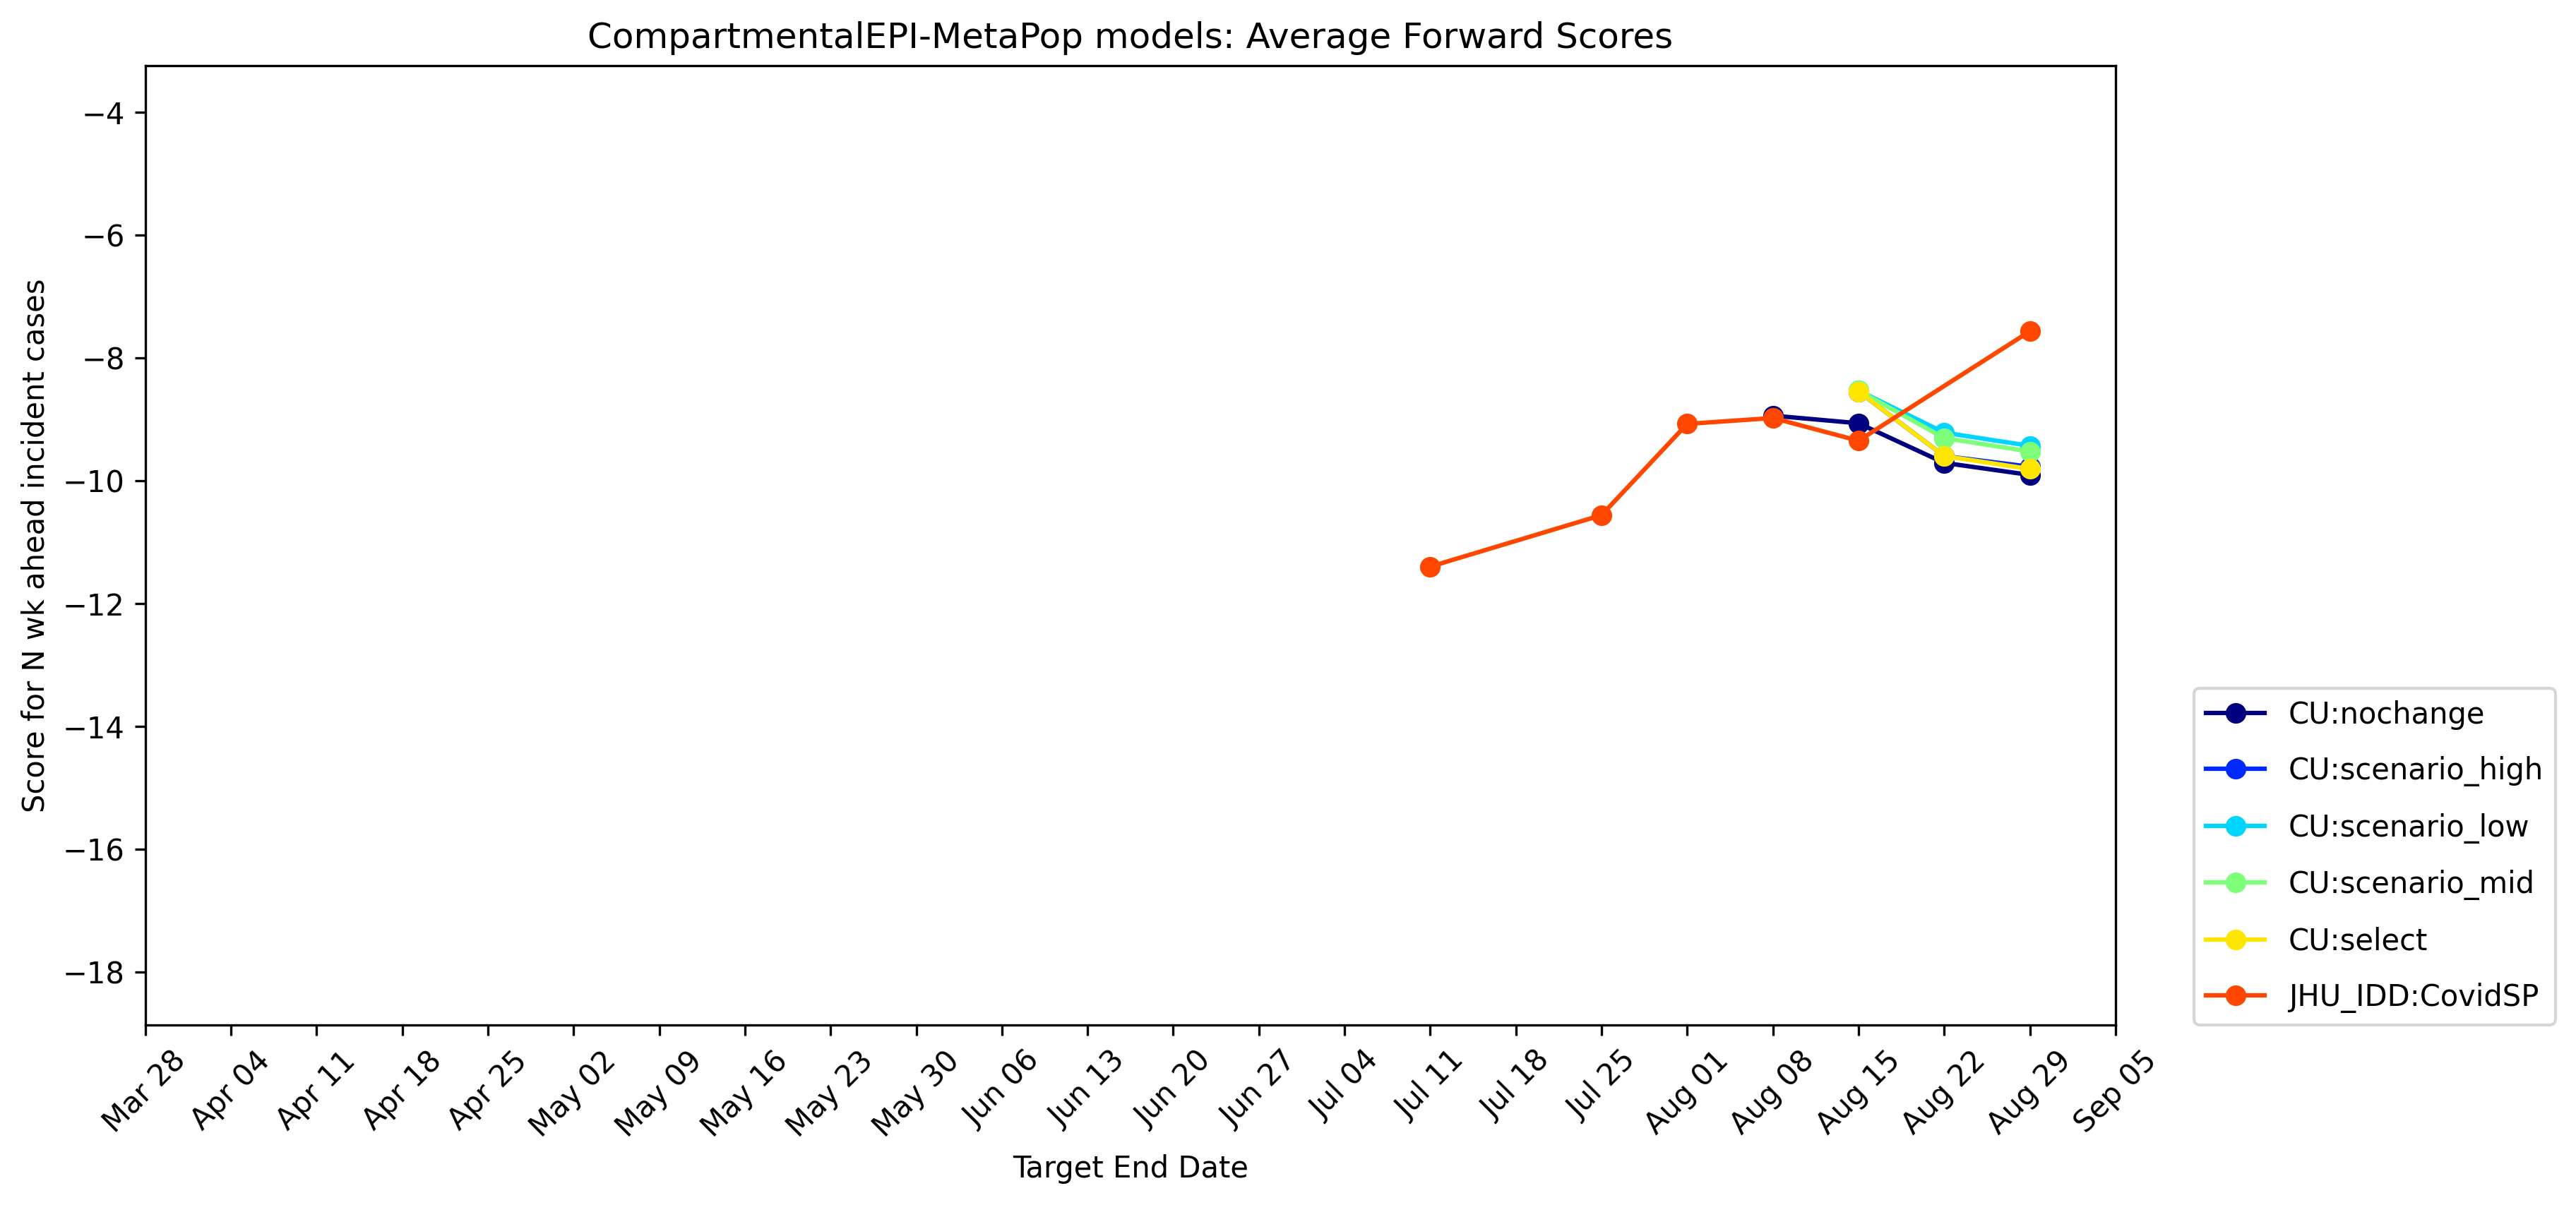 CompartmentalEPI-MetaPop models: Average Forward Scores
Score for N wk ahead incident cases
−4
−6
−8
−10
−12
−14
−16
−18
Mar 28
Apr 04
Apr 11
Apr 18
Apr 25
May 02
May 09
May 16
May 23
May 30
Jun 06
Jun 13
Jun 20
Jun 27
Jul 04
Jul 11
Jul 18
Jul 25
Aug 01
Aug 08
Aug 15
Aug 22
Aug 29
Sep 05
Target End Date
CU:nochange
CU:scenario_high
CU:scenario_low
CU:scenario_mid
CU:select
JHU_IDD:CovidSP